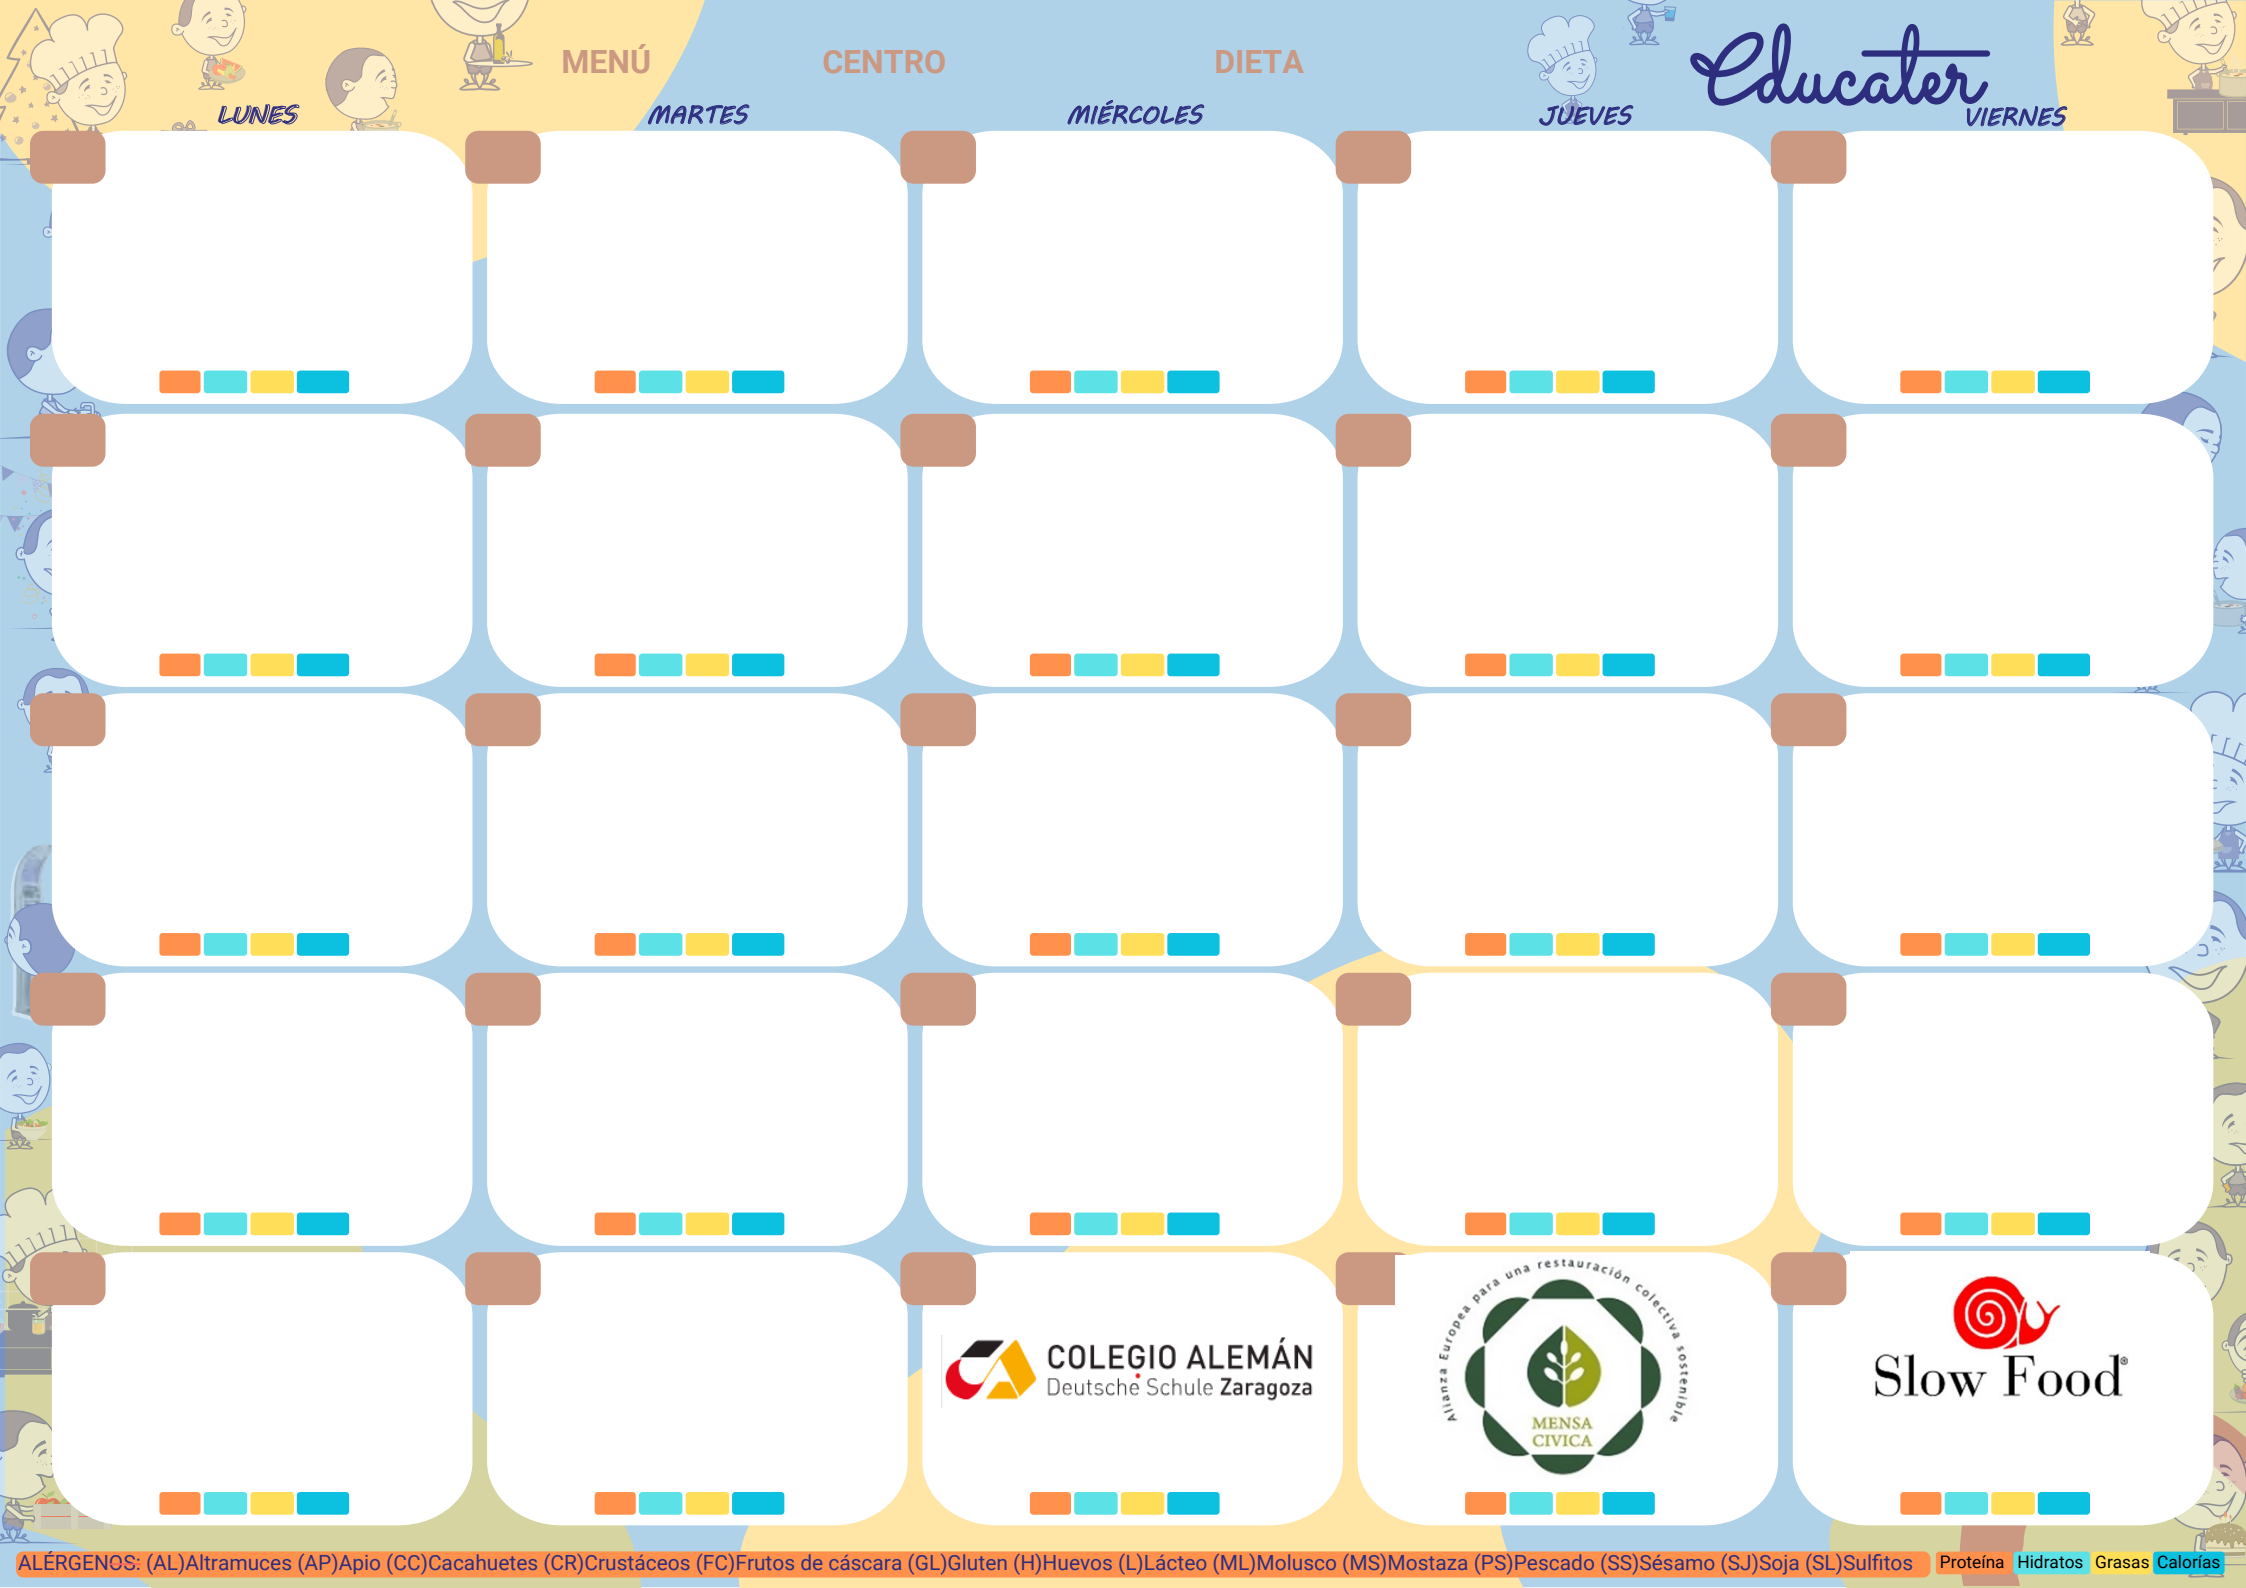 MENÚ CENTRO DIETA
Educater
LUNES MARTES MIÉRCOLES JUEVES VIERNES
COLEGIO ALEMÁN
Deutsche Schule Zaragoza
Alianza Europea para una restauración colectiva sostenible
MENSA
CIVICA
Slow Food®
ALÉRGENOS: (AL)Altramuces (AP)Apio (CC)Cacahuetes (CR)Crustáceos (FC)Frutos de cáscara (GL)Gluten (H)Huevos (L)Lácteo (ML)Molusco (MS)Mostaza (PS)Pescado (SS)Sésamo (SJ)Soja (SL)Sulfitos Proteína Hidratos Grasas Calorías